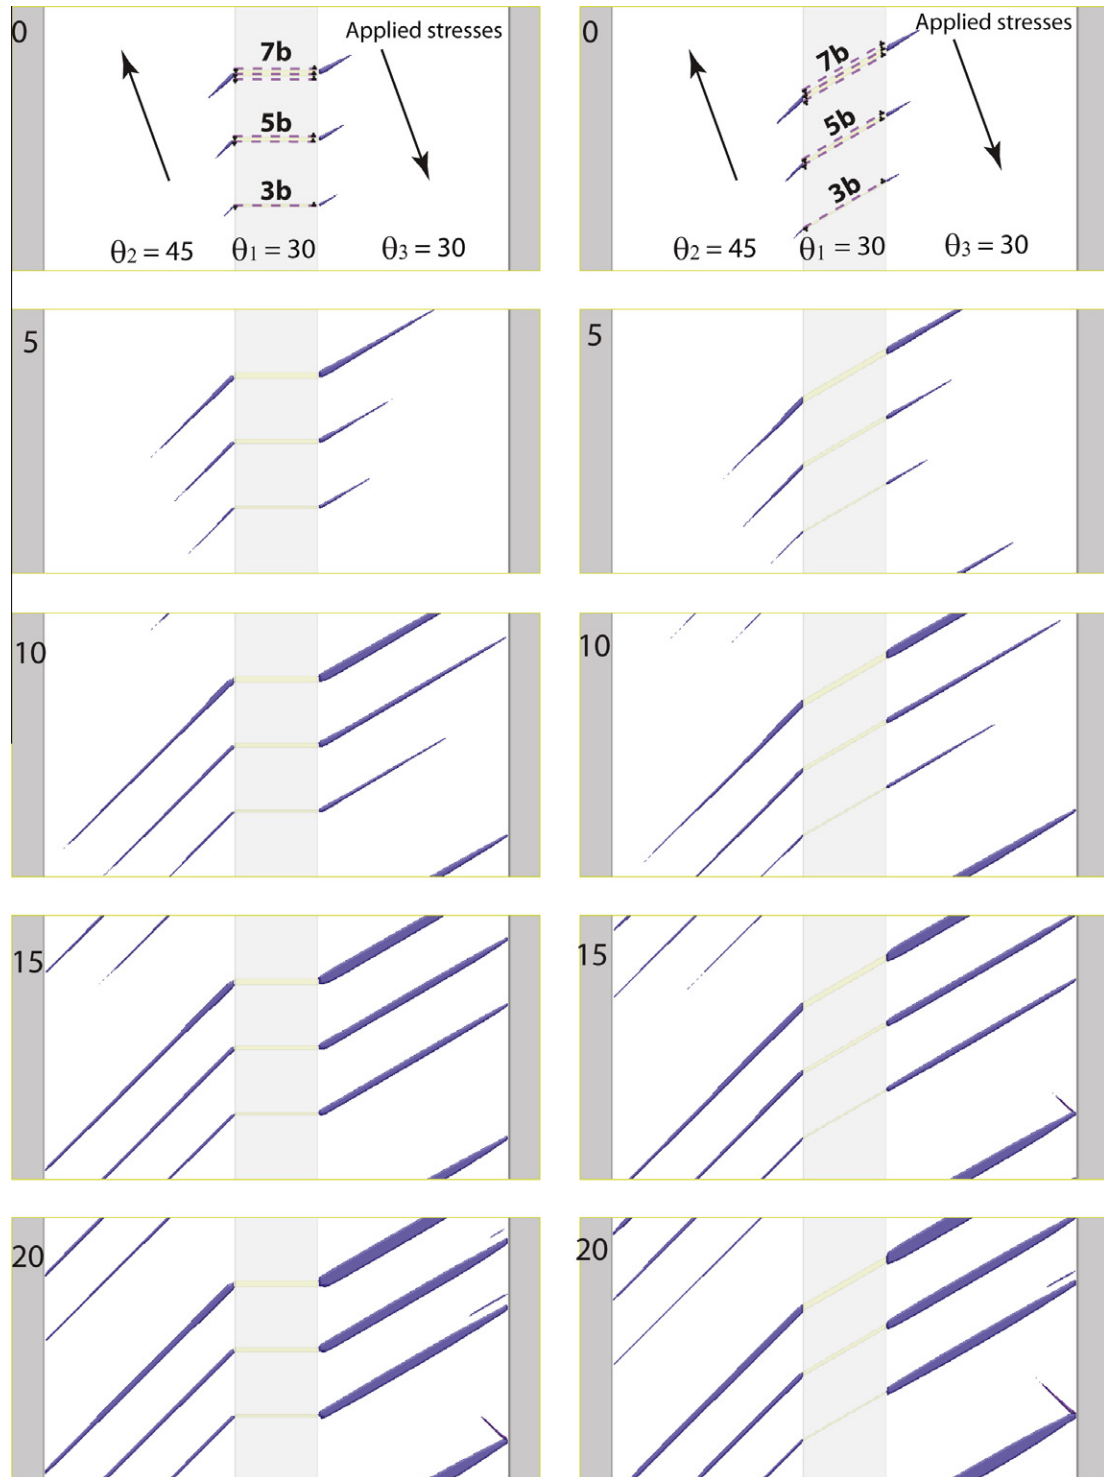 0
Applied stresses
7b
5b
3b
θ2 = 45
θ1 = 30
θ3 = 30
0
Applied stresses
7b
5b
3b
θ2 = 45
θ1 = 30
θ3 = 30
5
5
10
10
15
15
20
20